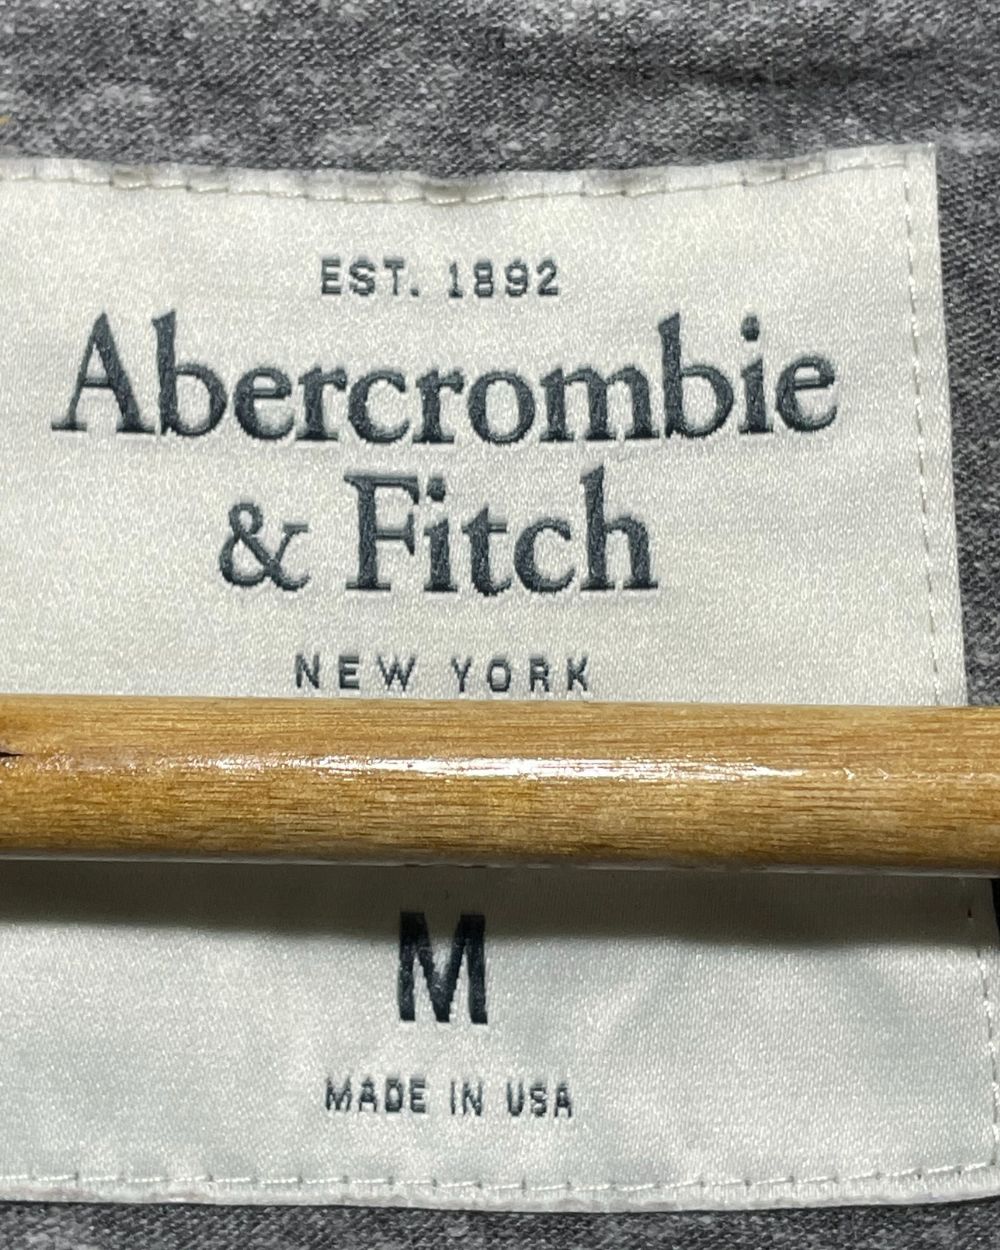 EST. 1892
Abercrombie
& Fitch
NEW YORK
M
MADE IN USA